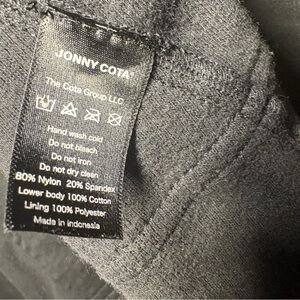 JONNY COTA®
The Cota Group LLC
Hand wash cold
Do not bleach
Do not iron
Do not dry clean
80% Nylon 20% Spandex
Lower body 100% Cotton
Lining 100% Polyester
Made in Indonesia